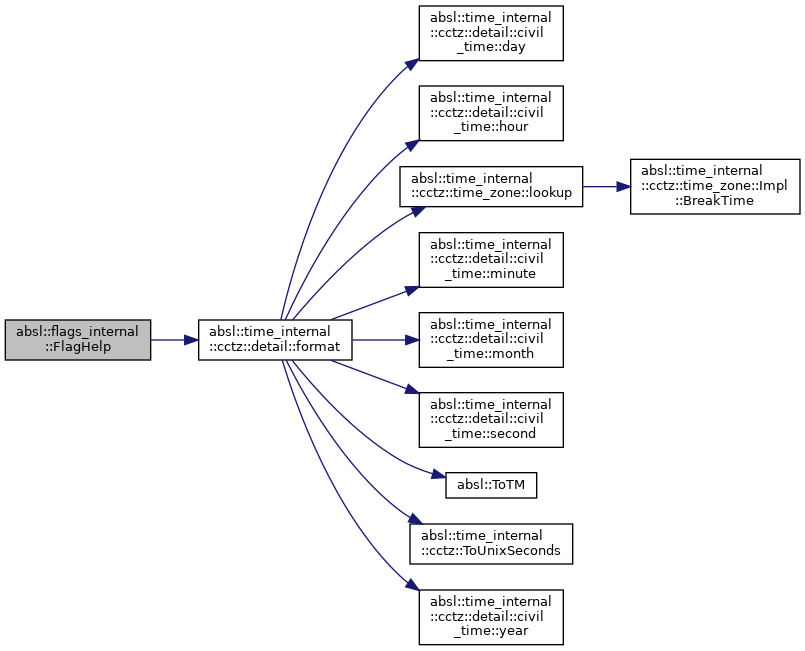 absl::flags_internal
::FlagHelp
absl::time_internal
::cctz::detail::format
absl::time_internal
::cctz::detail::civil
_time::day
absl::time_internal
::cctz::detail::civil
_time::hour
absl::time_internal
::cctz::time_zone::lookup
absl::time_internal
::cctz::time_zone::Impl
::BreakTime
absl::time_internal
::cctz::detail::civil
_time::minute
absl::time_internal
::cctz::detail::civil
_time::month
absl::time_internal
::cctz::detail::civil
_time::second
absl::ToTM
absl::time_internal
::cctz::ToUnixSeconds
absl::time_internal
::cctz::detail::civil
_time::year